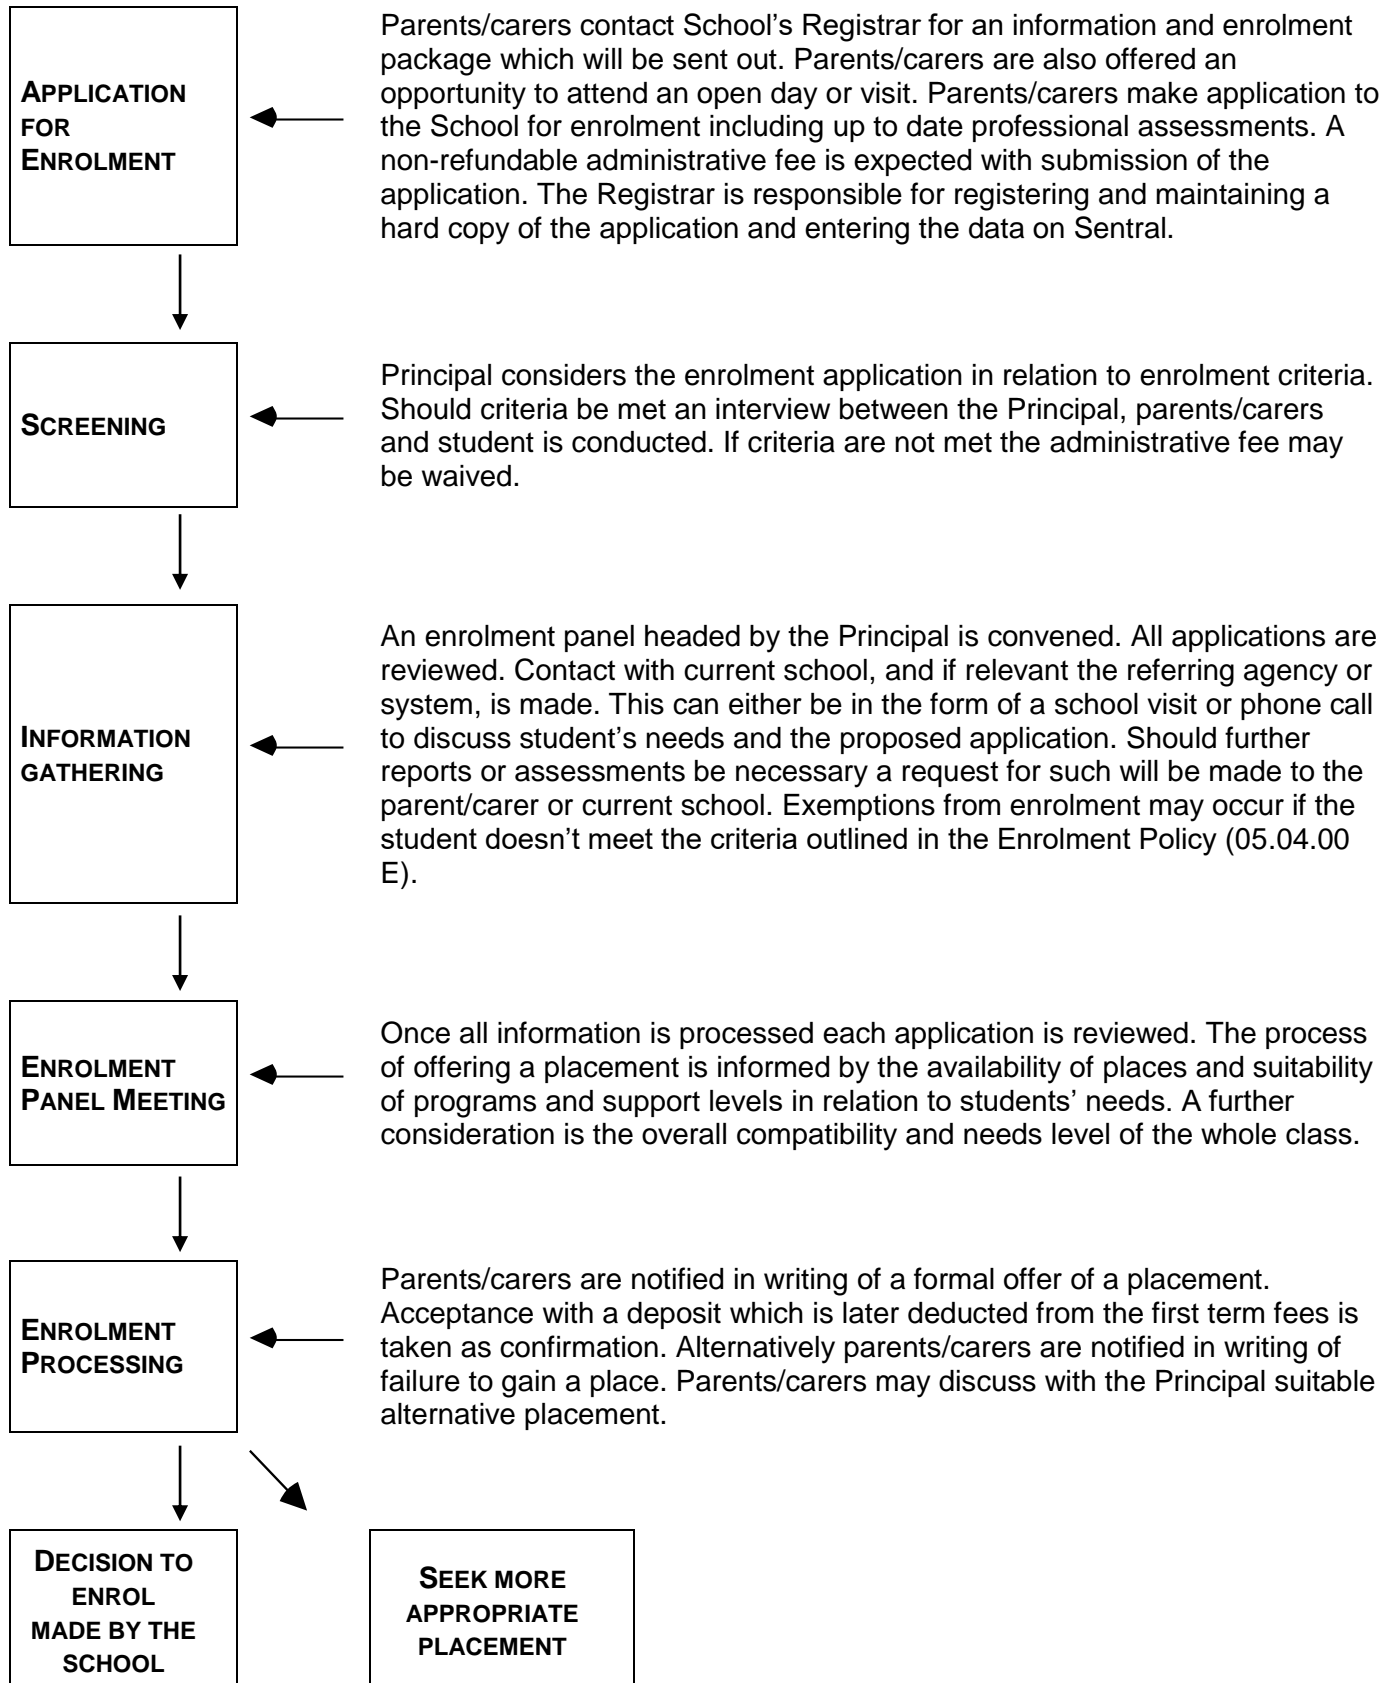 APPLICATION
FOR
ENROLMENT
Parents/carers contact School’s Registrar for an information and enrolment
package which will be sent out. Parents/carers are also offered an
opportunity to attend an open day or visit. Parents/carers make application to
the School for enrolment including up to date professional assessments. A
non-refundable administrative fee is expected with submission of the
application. The Registrar is responsible for registering and maintaining a
hard copy of the application and entering the data on Sentral.
SCREENING
Principal considers the enrolment application in relation to enrolment criteria.
Should criteria be met an interview between the Principal, parents/carers
and student is conducted. If criteria are not met the administrative fee may
be waived.
INFORMATION
GATHERING
An enrolment panel headed by the Principal is convened. All applications are
reviewed. Contact with current school, and if relevant the referring agency or
system, is made. This can either be in the form of a school visit or phone call
to discuss student’s needs and the proposed application. Should further
reports or assessments be necessary a request for such will be made to the
parent/carer or current school. Exemptions from enrolment may occur if the
student doesn’t meet the criteria outlined in the Enrolment Policy (05.04.00
E).
ENROLMENT
PANEL MEETING
Once all information is processed each application is reviewed. The process
of offering a placement is informed by the availability of places and suitability
of programs and support levels in relation to students’ needs. A further
consideration is the overall compatibility and needs level of the whole class.
ENROLMENT
PROCESSING
Parents/carers are notified in writing of a formal offer of a placement.
Acceptance with a deposit which is later deducted from the first term fees is
taken as confirmation. Alternatively parents/carers are notified in writing of
failure to gain a place. Parents/carers may discuss with the Principal suitable
alternative placement.
DECISION TO
ENROL
MADE BY THE
SCHOOL
SEEK MORE
APPROPRIATE
PLACEMENT